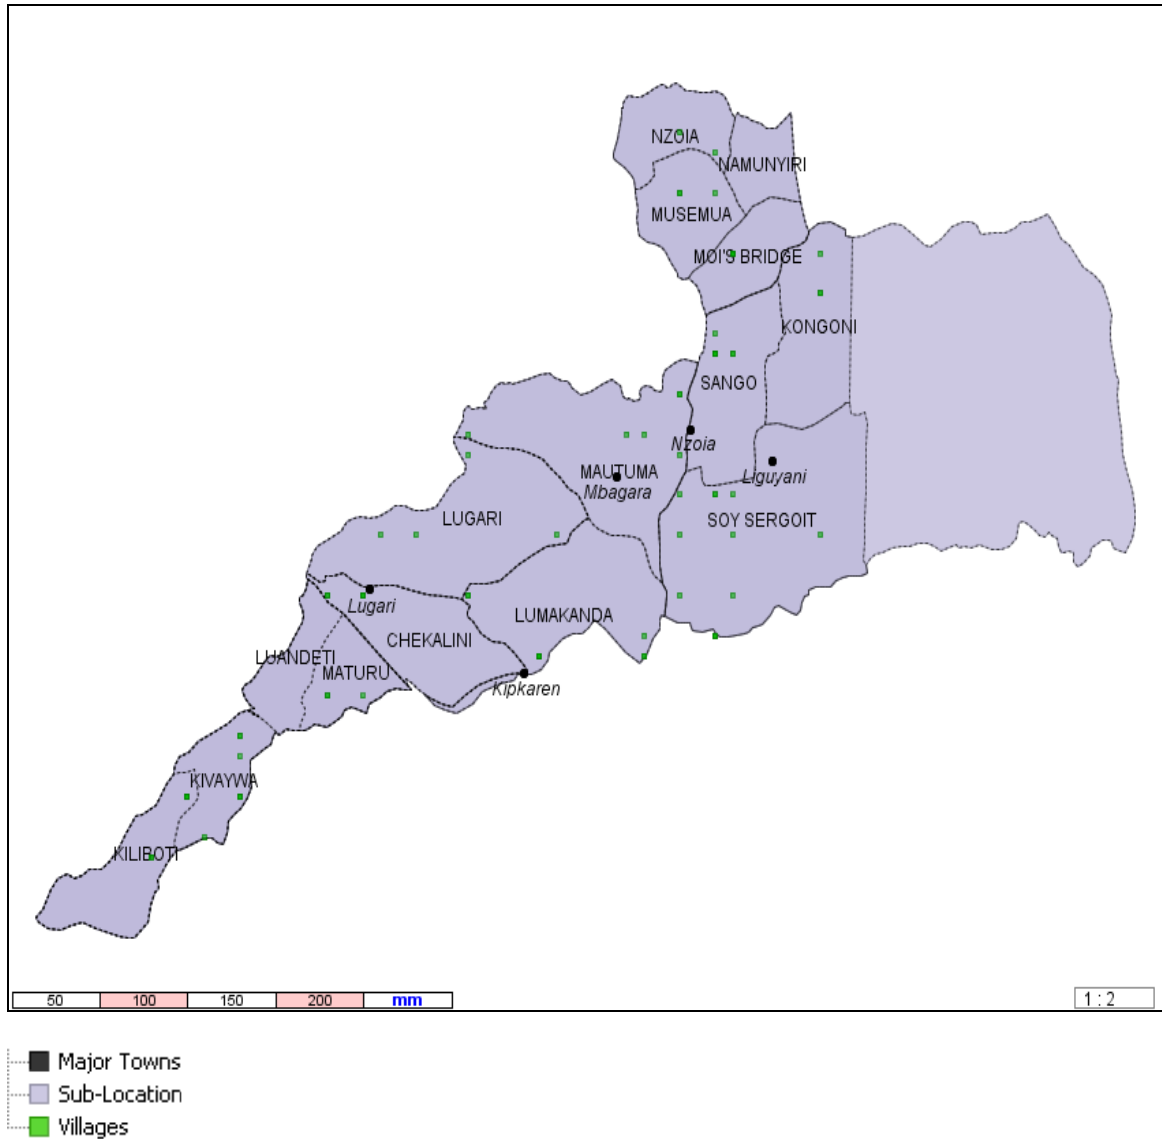 NZOIA
NAMUNYIRI
MUSEMUA
MOI'S BRIDGE
KONGONI
SANGO
Nzoia
MAUTUMA
Liguyani
Mbagara
LUGARI
SOY SERGOIT
Lugari
LUMAKANDA
CHEKALINI
LUANDETI
MATURU
Kipkaren
KIVAYWA
KILIBOTI
50 100 150 200 mm
1 : 2
Major Towns
Sub-Location
Villages